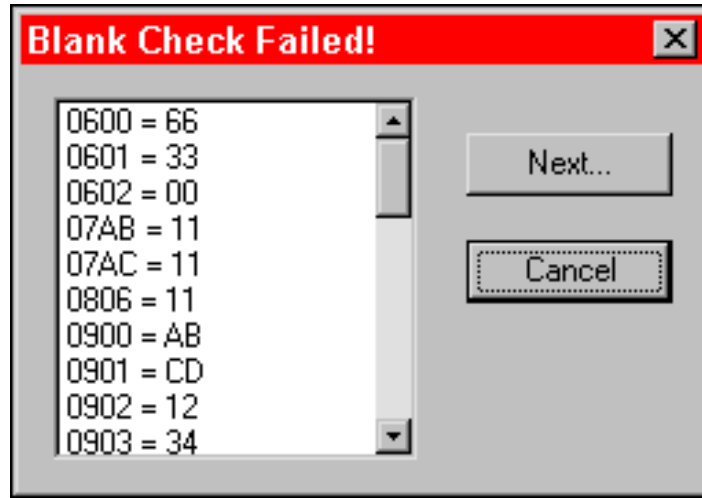 Blank Check Failed!
0600 = 66
0601 = 33
0602 = 00
07AB = 11
07AC = 11
0806 = 11
0900 = AB
0901 = CD
0902 = 12
0903 = 34
Next...
Cancel